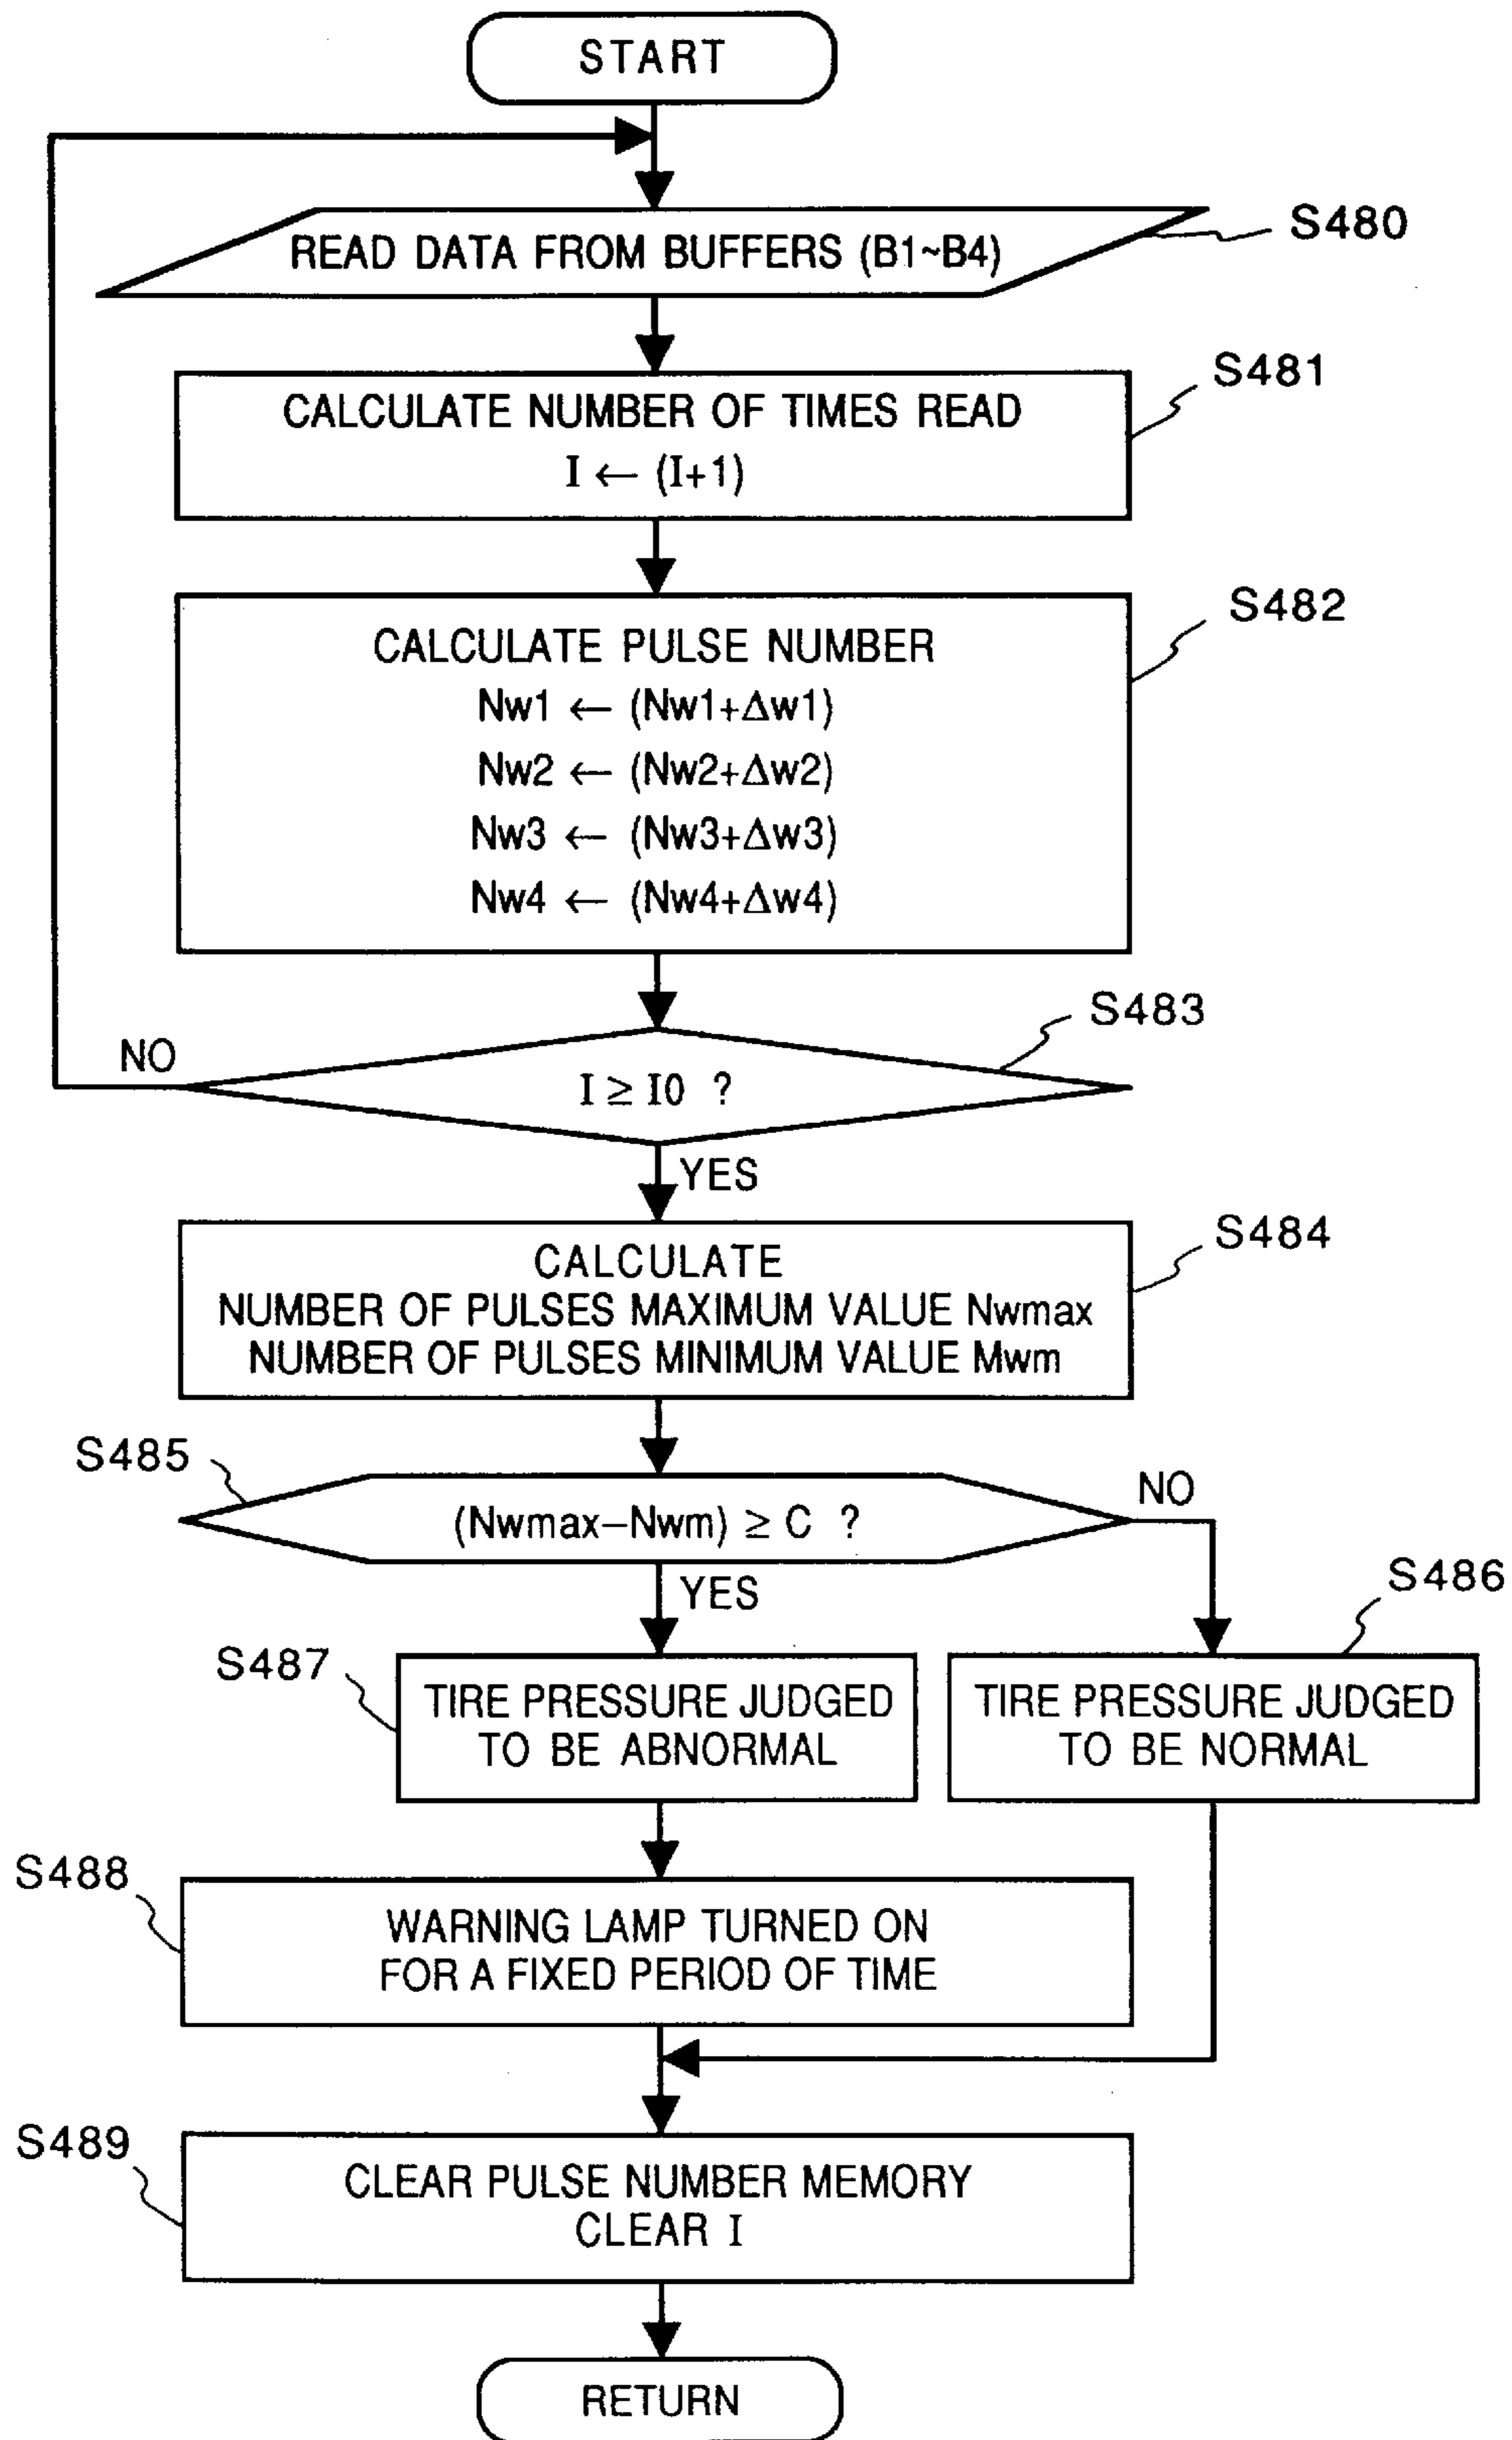 START
READ DATA FROM BUFFERS (B1~B4)
S480
S481
CALCULATE NUMBER OF TIMES READ
I ← (I+1)
S482
CALCULATE PULSE NUMBER
Nw1 ← (Nw1+Δw1)
Nw2 ← (Nw2+Δw2)
Nw3 ← (Nw3+Δw3)
Nw4 ← (Nw4+Δw4)
S483
NO
I ≥ I0 ?
YES
S484
CALCULATE
NUMBER OF PULSES MAXIMUM VALUE Nwmax
NUMBER OF PULSES MINIMUM VALUE Mwm
S485
(Nwmax−Nwm) ≥ C ?
NO
YES
S486
S487
TIRE PRESSURE JUDGED
TO BE ABNORMAL
TIRE PRESSURE JUDGED
TO BE NORMAL
S488
WARNING LAMP TURNED ON
FOR A FIXED PERIOD OF TIME
S489
CLEAR PULSE NUMBER MEMORY
CLEAR I
RETURN